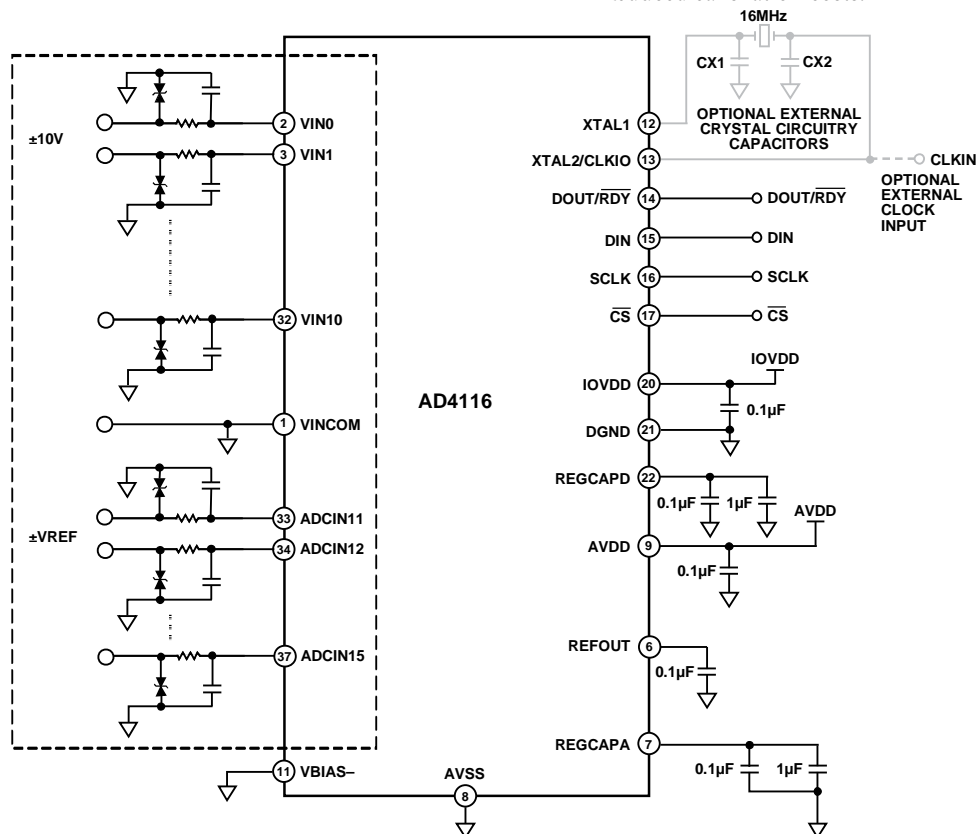 16MHz
CX1
CX2
OPTIONAL EXTERNAL
CRYSTAL CIRCUITRY
CAPACITORS
±10V
2
VIN0
3
VIN1
32
VIN10
1
VINCOM
±VREF
33
ADCIN11
34
ADCIN12
37
ADCIN15
11
VBIAS–
AVSS
8
AD4116
XTAL1
12
XTAL2/CLKIO
13
CLKIN
OPTIONAL
EXTERNAL
CLOCK
INPUT
DOUT/RDY
14
DOUT/RDY
DIN
15
DIN
SCLK
16
SCLK
CS
17
CS
IOVDD
20
IOVDD
0.1µF
DGND
21
REGCAPD
22
0.1µF
1µF
AVDD
9
AVDD
0.1µF
REFOUT
6
0.1µF
REGCAPA
7
0.1µF
1µF